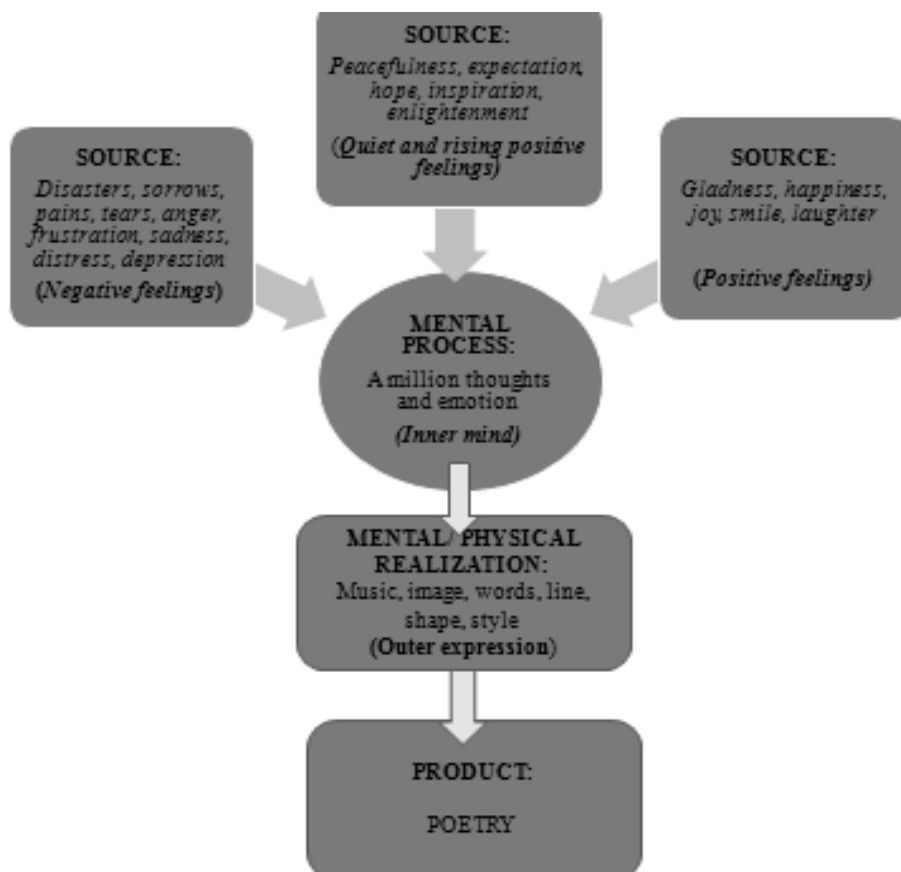 SOURCE:
Peacefulness, expectation,
hope, inspiration,
enlightenment
(Quiet and rising positive
feelings)
SOURCE:
Disasters, sorrows,
pains, tears, anger,
frustration, sadness,
distress, depression
(Negative feelings)
SOURCE:
Gladness, happiness,
joy, smile, laughter
(Positive feelings)
MENTAL
PROCESS:
A million thoughts
and emotion
(Inner mind)
MENTAL/ PHYSICAL
REALIZATION:
Music, image, words, line,
shape, style
(Outer expression)
PRODUCT:
POETRY